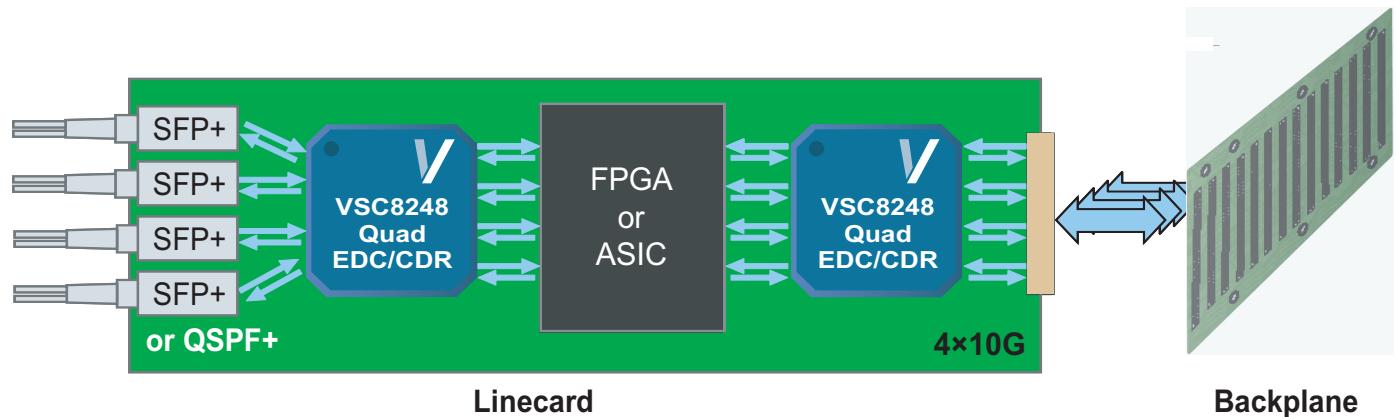 SFP+
SFP+
SFP+
SFP+
or QSPF+
VSC8248
Quad
EDC/CDR
FPGA
or
ASIC
VSC8248
Quad
EDC/CDR
4×10G
Linecard
Backplane